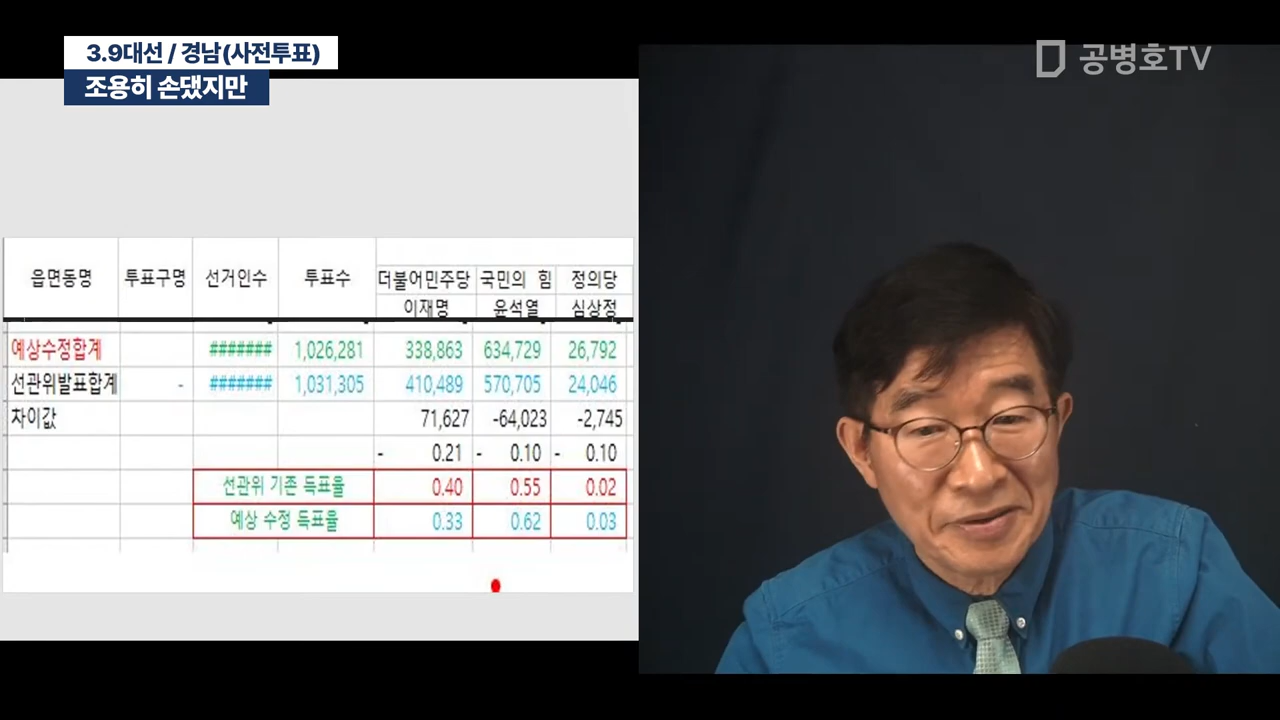 3.9대선 / 경남(사전투표)
조용히 손댔지만
공병호TV
읍면동명 투표구명 선거인수 투표수 더불어민주당 국민의 힘 정의당
이재명 윤석열 심상정
예상수정합계 ####### 1,026,281 338,863 634,729 26,792
선관위발표합계 - ####### 1,031,305 410,489 570,705 24,046
차이값 71,627 -64,023 -2,745
- 0.21 - 0.10 - 0.10
선관위 기존 득표율 0.40 0.55 0.02
예상 수정 득표율 0.33 0.62 0.03